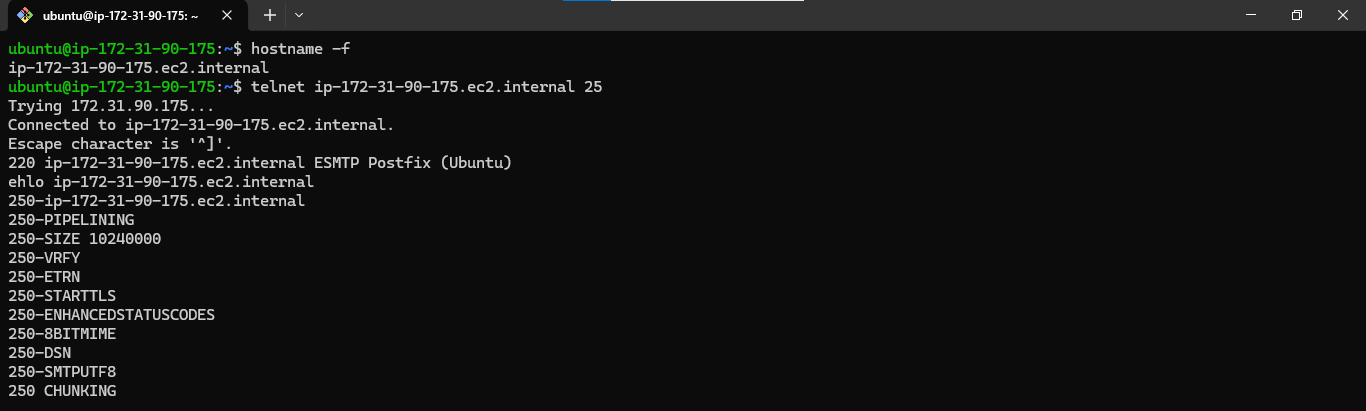 ubuntu@ip-172-31-90-175: ~
ubuntu@ip-172-31-90-175:~$ hostname -f
ip-172-31-90-175.ec2.internal
ubuntu@ip-172-31-90-175:~$ telnet ip-172-31-90-175.ec2.internal 25
Trying 172.31.90.175...
Connected to ip-172-31-90-175.ec2.internal.
Escape character is '^]'.
220 ip-172-31-90-175.ec2.internal ESMTP Postfix (Ubuntu)
ehlo ip-172-31-90-175.ec2.internal
250-ip-172-31-90-175.ec2.internal
250-PIPELINING
250-SIZE 10240000
250-VRFY
250-ETRN
250-STARTTLS
250-ENHANCEDSTATUSCODES
250-8BITMIME
250-DSN
250-SMTPUTF8
250 CHUNKING